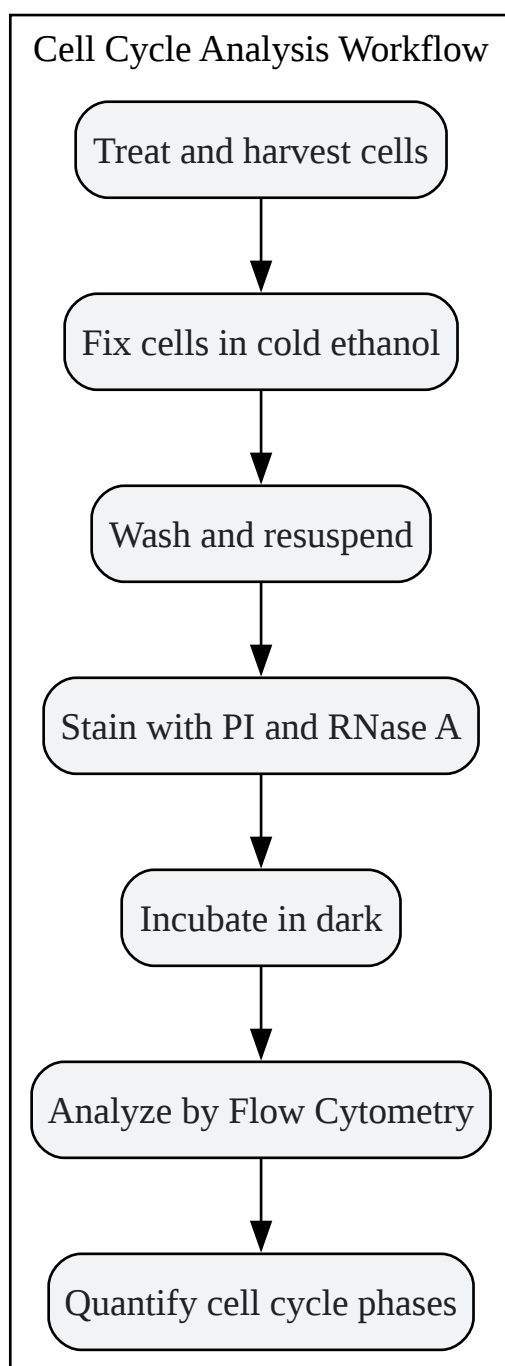 Cell Cycle Analysis Workflow
Treat and harvest cells
Fix cells in cold ethanol
Wash and resuspend
Stain with PI and RNase A
Incubate in dark
Analyze by Flow Cytometry
Quantify cell cycle phases